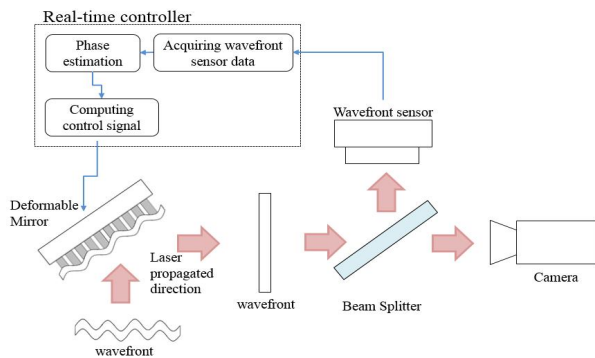 Real-time controller
Phase
estimation
Acquiring wavefront
sensor data
Computing
control signal
Wavefront sensor
Deformable
Mirror
Laser
propagated
direction
wavefront
Beam Splitter
Camera
wavefront